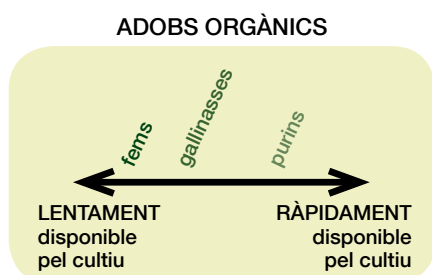 ADOBS ORGÀNICS
fems
gallinasses
purins
LENTAMENT
disponible
pel cultiu
RÀPIDAMENT
disponible
pel cultiu